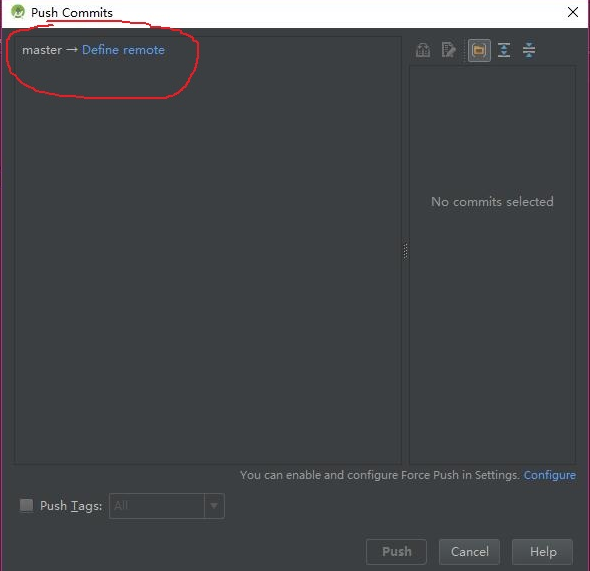 Push Commits
master → Define remote
No commits selected
You can enable and configure Force Push in Settings. Configure
Push Tags: All
Push Cancel Help